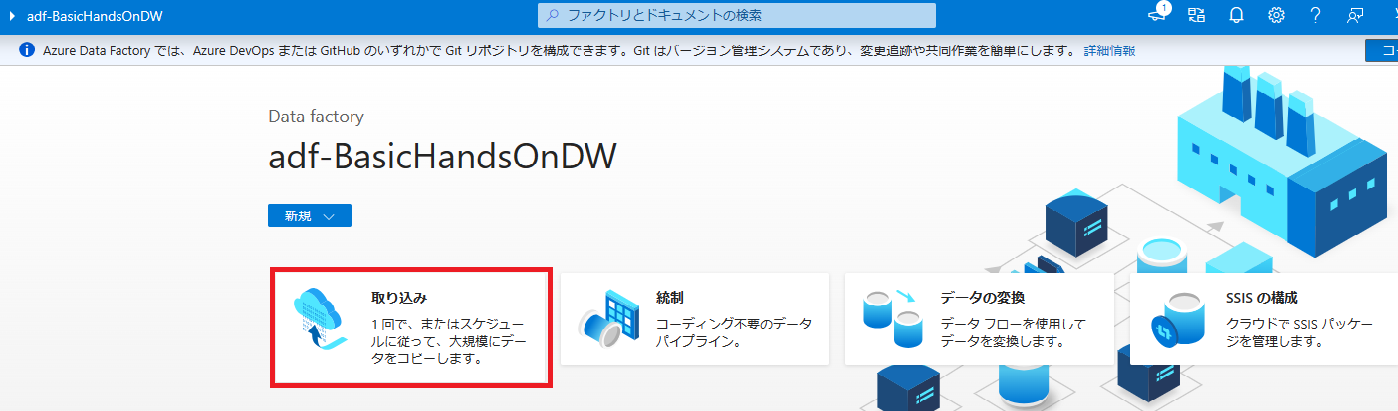 adf-BasicHandsOnDW
ファクトリとドキュメントの検索
1
Azure Data Factory では、Azure DevOps または GitHub のいずれかで Git リポジトリを構成できます。Git はバージョン管理システムであり、変更追跡や共同作業を簡単にします。 詳細情報
コ
Data factory
adf-BasicHandsOnDW
新規
取り込み
1 回で、またはスケジュー
ルに従って、大規模にデー
タをコピーします。
統制
コーディング不要のデータ
パイプライン。
データの変換
データ フローを使用して
データを変換します。
SSIS の構成
クラウドで SSIS パッケー
ジを管理します。